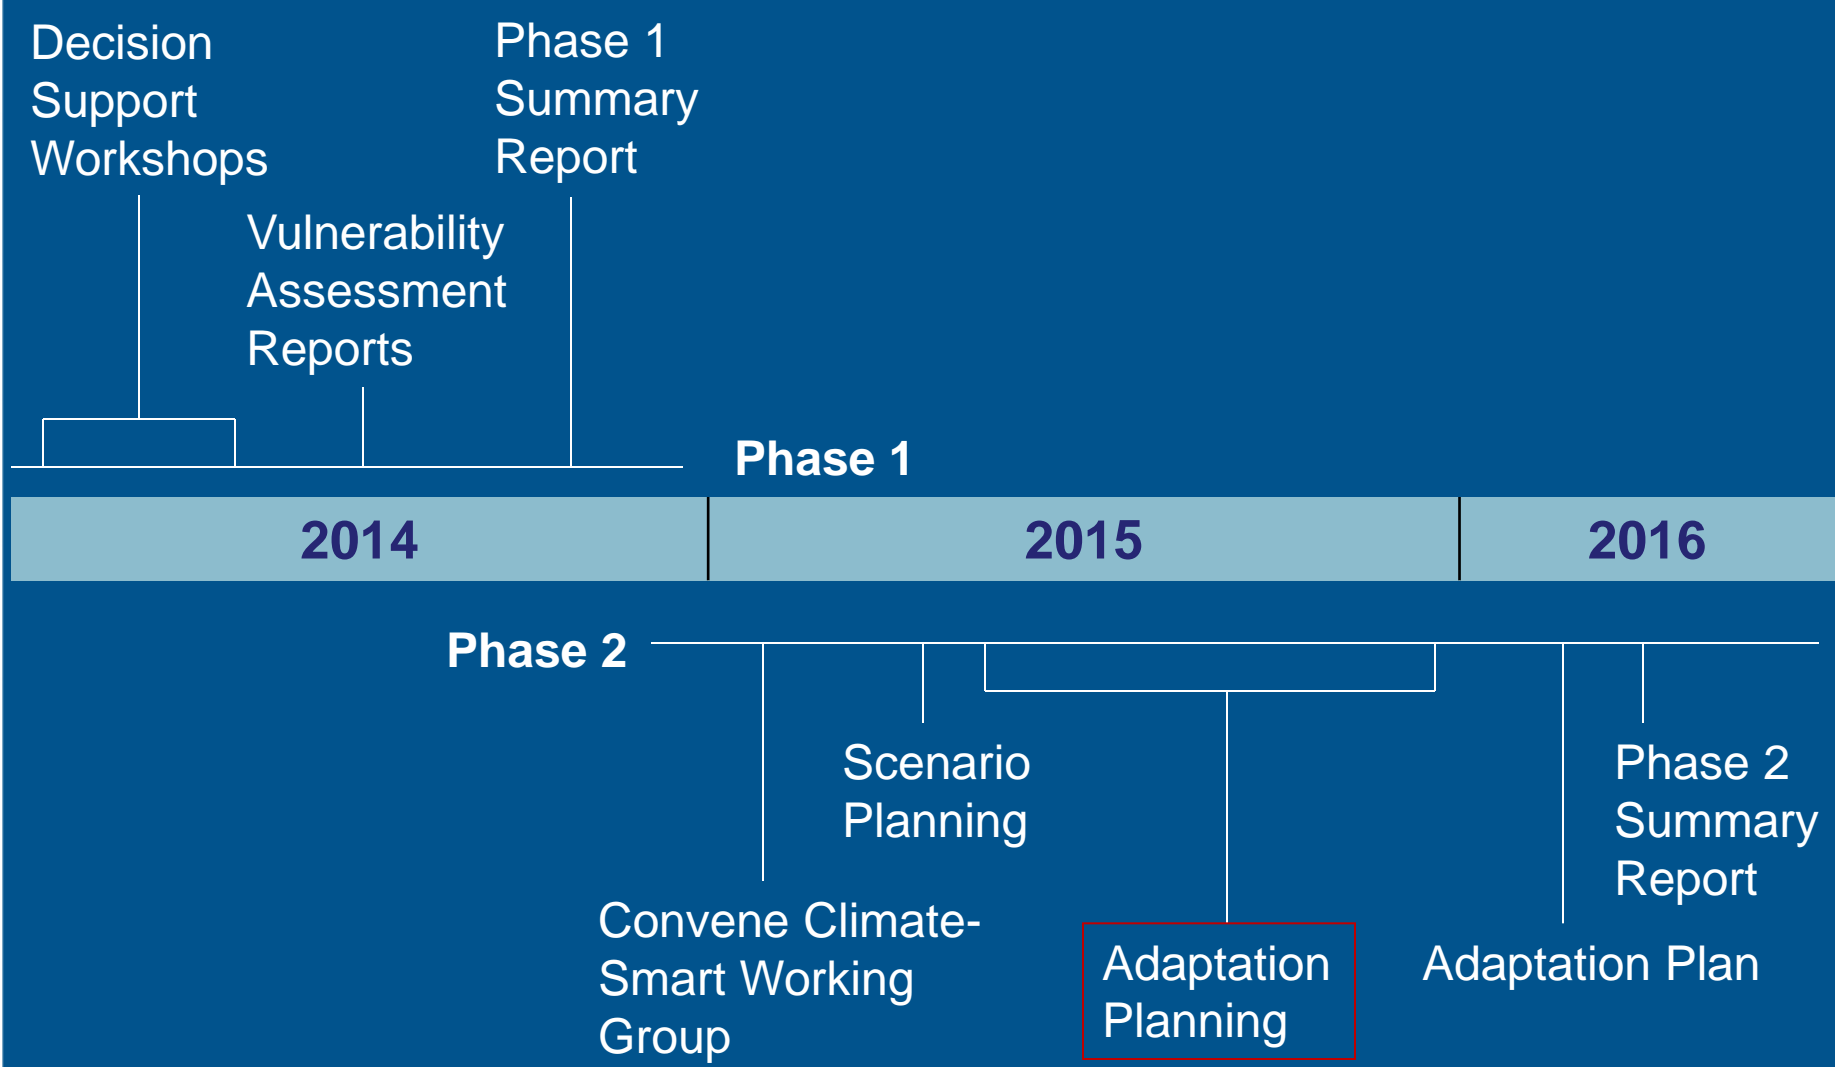 Decision
Support
Workshops
Phase 1
Summary
Report
Vulnerability
Assessment
Reports
Phase 1
2014
2015
2016
Phase 2
Scenario
Planning
Phase 2
Summary
Report
Convene Climate-
Smart Working
Group
Adaptation
Planning
Adaptation Plan